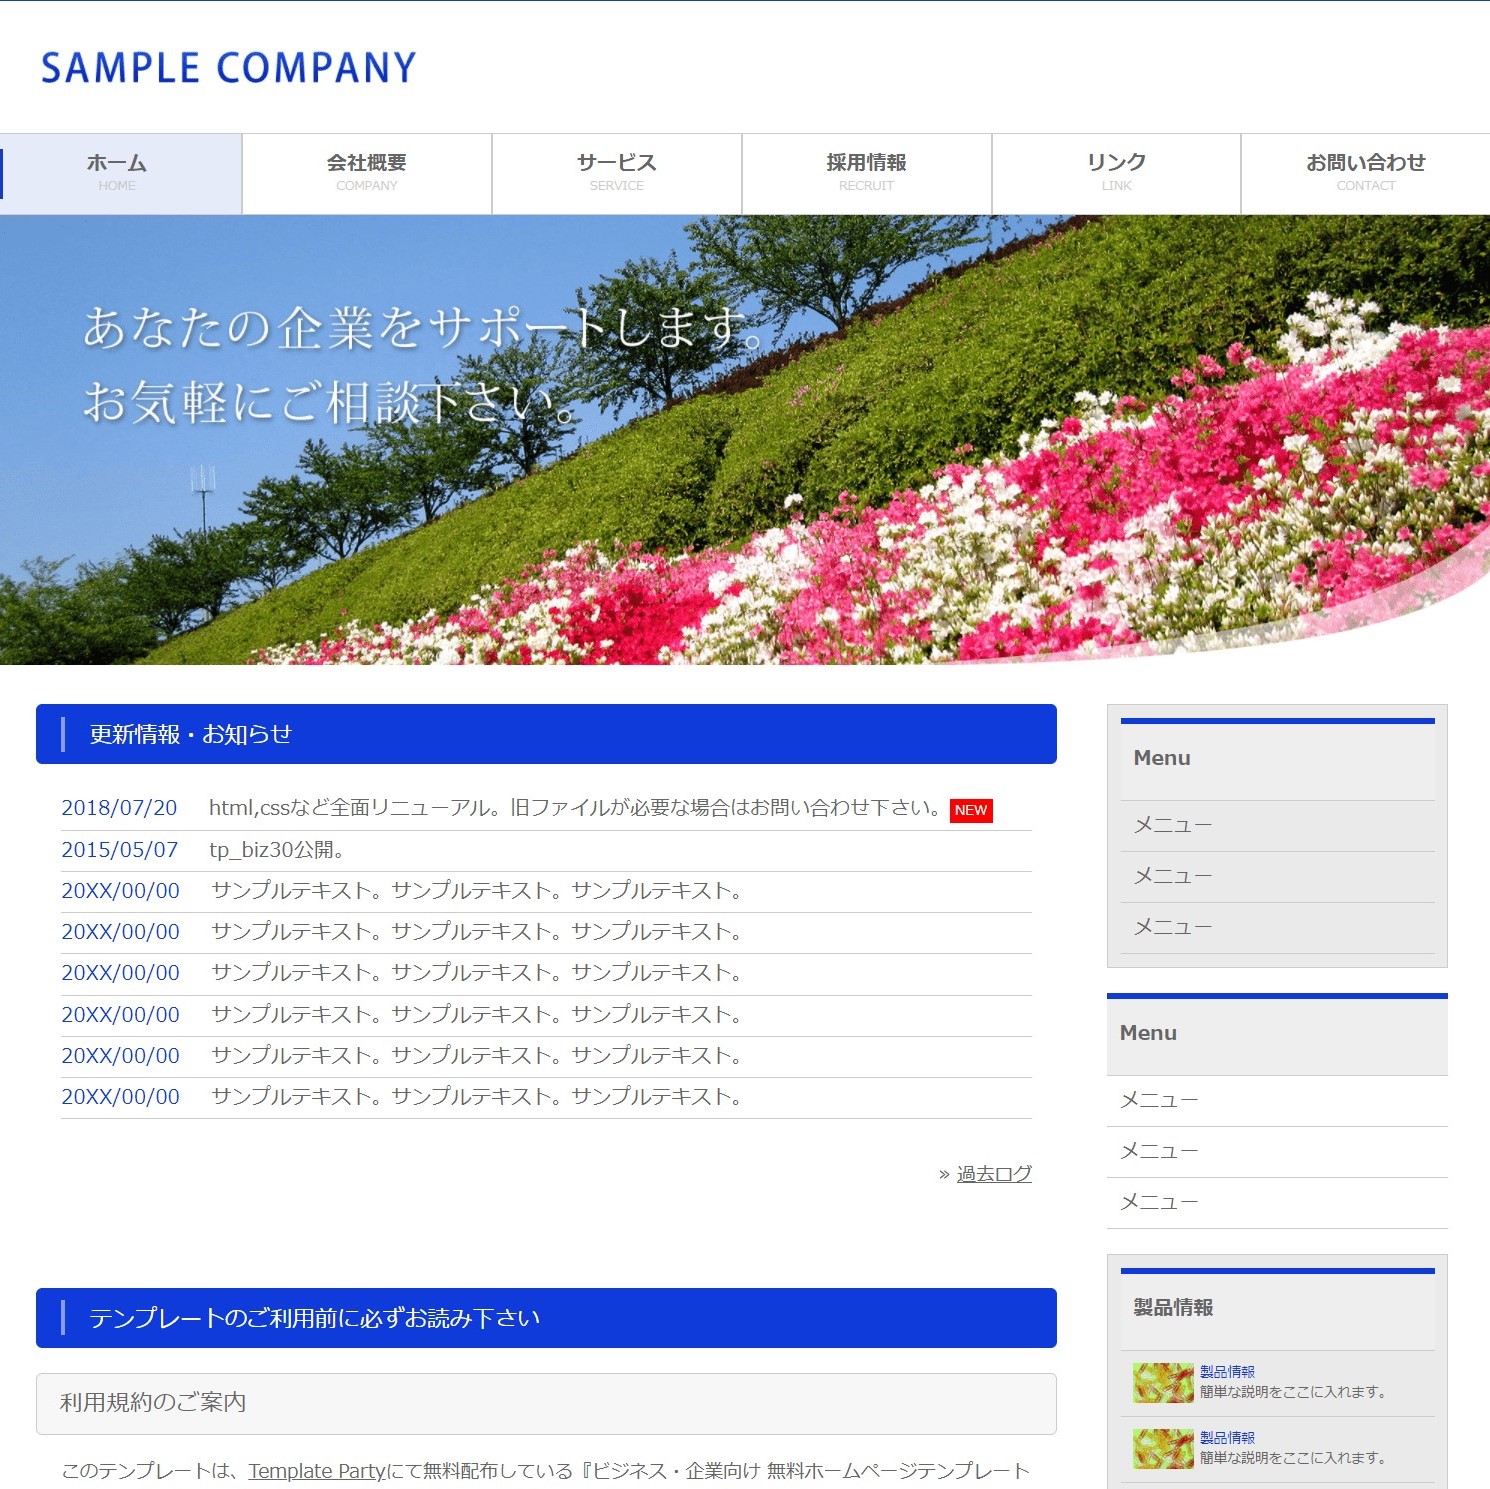 SAMPLE COMPANY
ホーム
HOME
会社概要
COMPANY
サービス
SERVICE
採用情報
RECRUIT
リンク
LINK
お問い合わせ
CONTACT
あなたの企業をサポートします。
お気軽にご相談下さい。
更新情報・お知らせ
2018/07/20 html,cssなど全面リニューアル。旧ファイルが必要な場合はお問い合わせ下さい。 NEW
2015/05/07 tp_biz30公開。
20XX/00/00 サンプルテキスト。サンプルテキスト。サンプルテキスト。
20XX/00/00 サンプルテキスト。サンプルテキスト。サンプルテキスト。
20XX/00/00 サンプルテキスト。サンプルテキスト。サンプルテキスト。
20XX/00/00 サンプルテキスト。サンプルテキスト。サンプルテキスト。
20XX/00/00 サンプルテキスト。サンプルテキスト。サンプルテキスト。
20XX/00/00 サンプルテキスト。サンプルテキスト。サンプルテキスト。
» 過去ログ
テンプレートのご利用前に必ずお読み下さい
利用規約のご案内
このテンプレートは、Template Partyにて無料配布している『ビジネス・企業向け 無料ホームページテンプレート
Menu
メニュー
メニュー
メニュー
Menu
メニュー
メニュー
メニュー
製品情報
製品情報
簡単な説明をここに入れます。
製品情報
簡単な説明をここに入れます。